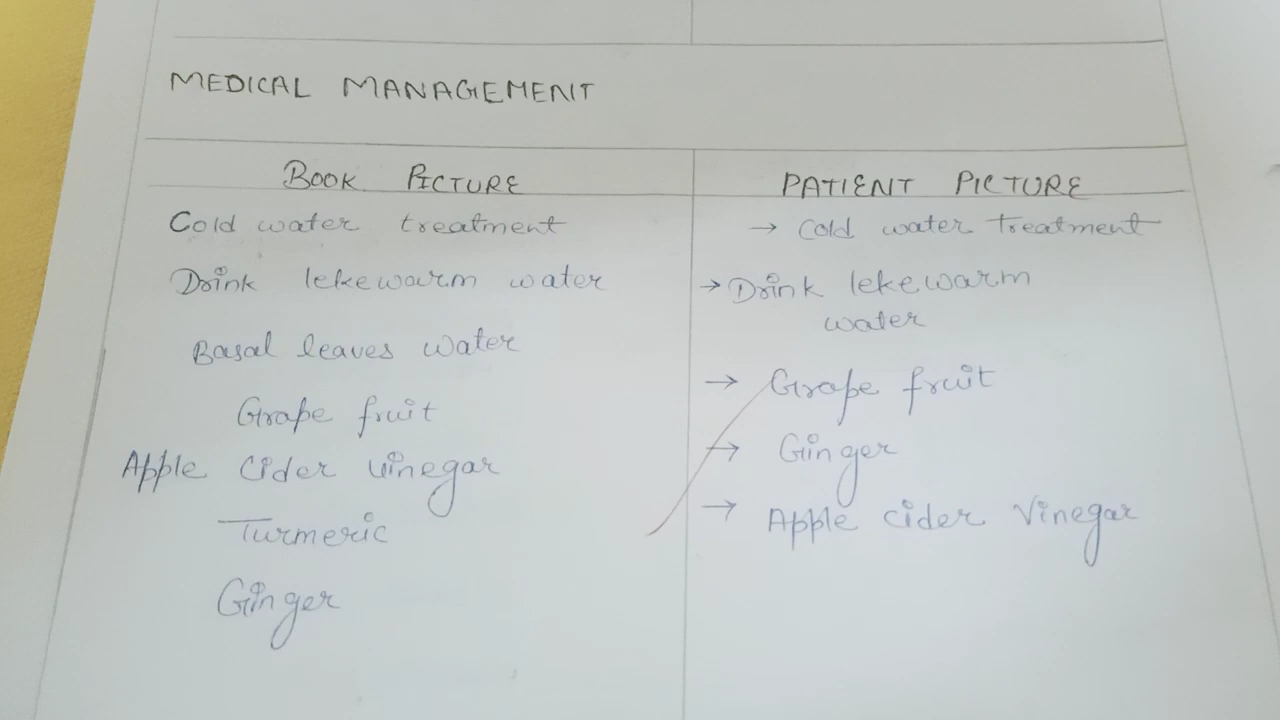 MEDICAL MANAGEMENT
BOOK PICTURE
PATIENT PICTURE
Cold water treatment
→ Cold water treatment
Drink lekewarm water
→ Drink lekewarm
water
Basal leaves water
Grape fruit
→ Grape fruit
Apple Cider vinegar
→ Ginger
Turmeric
→ Apple cider Vinegar
Ginger